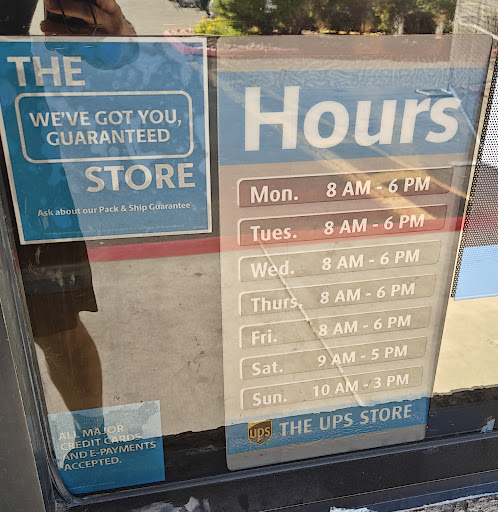 THE
WE'VE GOT YOU,
GUARANTEED
STORE
Ask about our Pack & Ship Guarantee
Hours
Mon. 8 AM - 6 PM
Tues. 8 AM - 6 PM
Wed. 8 AM - 6 PM
Thurs. 8 AM - 6 PM
Fri. 8 AM - 6 PM
Sat. 9 AM - 5 PM
Sun. 10 AM - 3 PM
ups THE UPS STORE
ALL MAJOR
CREDIT CARDS
AND E-PAYMENTS
ACCEPTED.